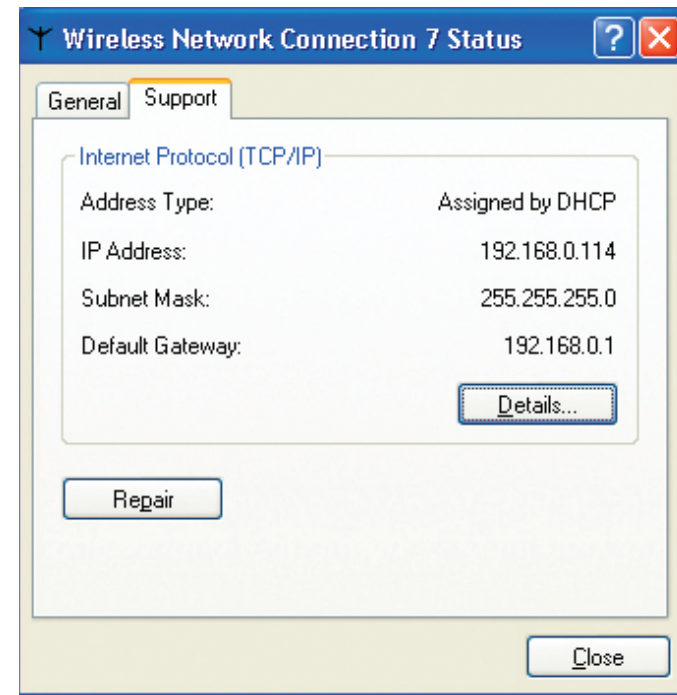 Wireless Network Connection 7 Status
General Support
Internet Protocol (TCP/IP)
Address Type: Assigned by DHCP
IP Address: 192.168.0.114
Subnet Mask: 255.255.255.0
Default Gateway: 192.168.0.1
Details...
Repair
Close